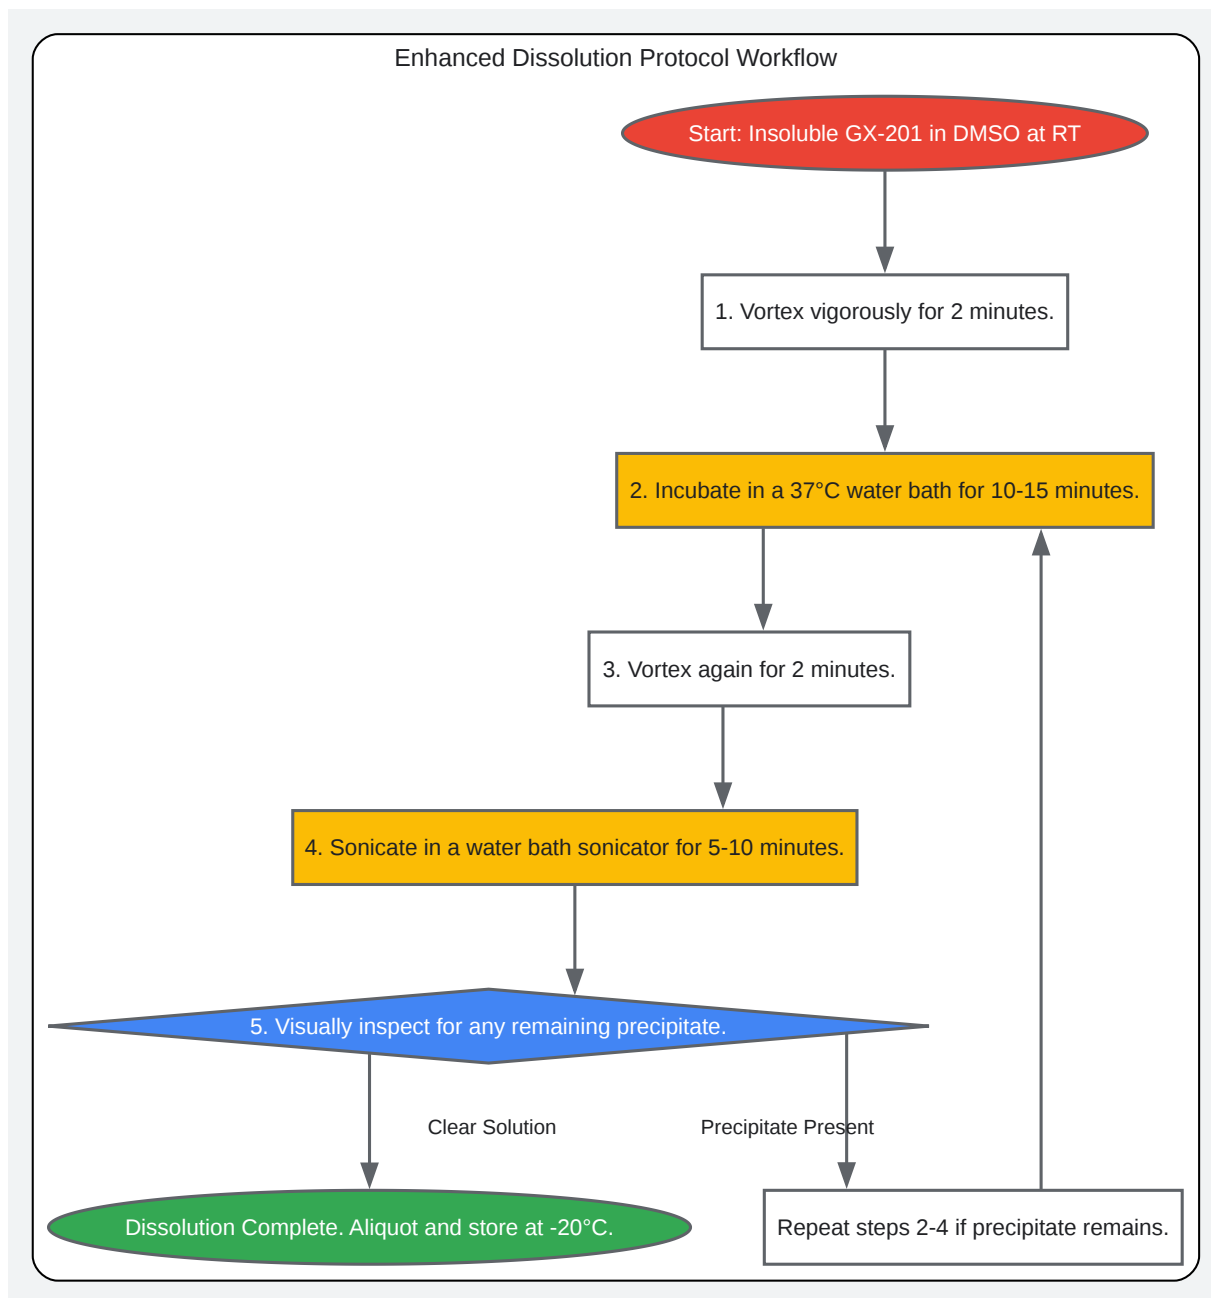 Enhanced Dissolution Protocol Workflow
Start: Insoluble GX-201 in DMSO at RT
1. Vortex vigorously for 2 minutes.
2. Incubate in a 37°C water bath for 10-15 minutes.
3. Vortex again for 2 minutes.
4. Sonicate in a water bath sonicator for 5-10 minutes.
5. Visually inspect for any remaining precipitate.
Clear Solution
Precipitate Present
Dissolution Complete. Aliquot and store at -20°C.
Repeat steps 2-4 if precipitate remains.